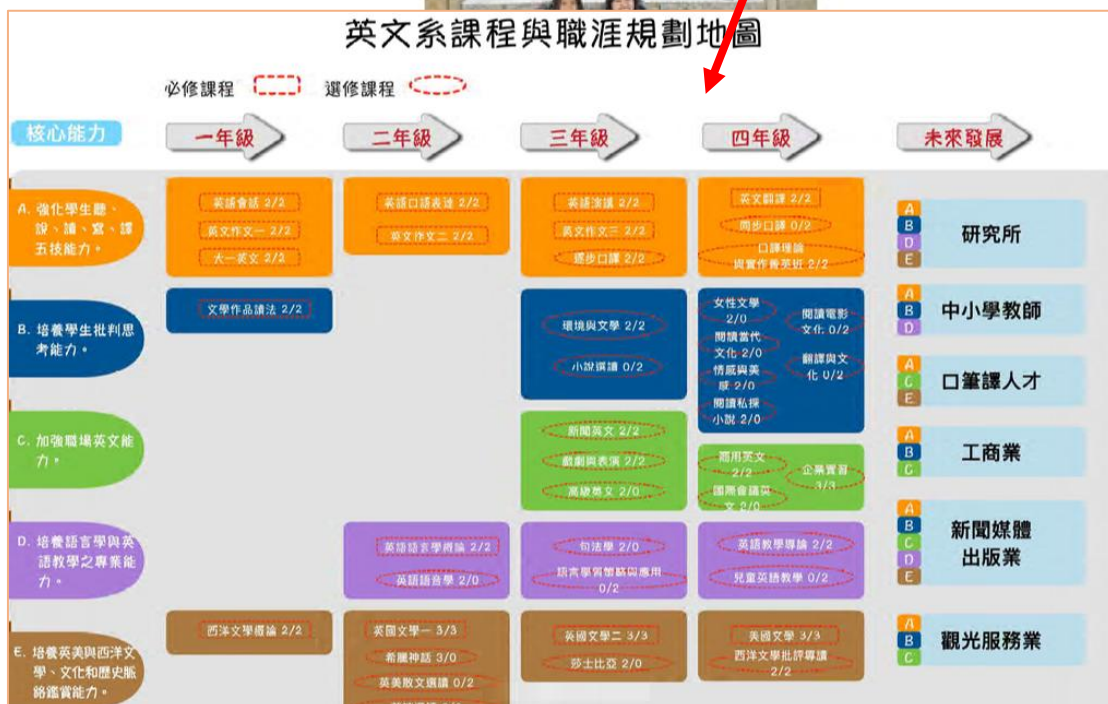 英文系課程與職涯規劃地圖
必修課程 選修課程
核心能力 一年級 二年級 三年級 四年級 未來發展
A. 強化學生聽、
說、讀、寫、譯
五技能力。
英語會話 2/2
英文作文一 2/2
大一英文 2/2
英語口語表達 2/2
英文作文二 2/2
英語演講 2/2
英文作文三 2/2
逐步口譯 2/2
英文翻譯 2/2
同步口譯 0/2
口譯理論
與實作菁英班 2/2
B. 培養學生批判思
考能力。
文學作品讀法 2/2
環境與文學 2/2
小說選讀 0/2
女性文學
2/0
閱讀當代
文化 2/0
情感與美
感 2/0
閱讀私探
小說 2/0
閱讀電影
文化 0/2
翻譯與文
化 0/2
C. 加強職場英文能
力。
新聞英文 2/2
戲劇與表演 2/2
高級英文 2/0
商用英文
2/2
國際會議英
文 2/0
企業實習
3/3
D. 培養語言學與英
語教學之專業能
力。
英語語言學概論 2/2
英語語音學 2/0
句法學 2/0
語言學習策略與應用
0/2
英語教學導論 2/2
兒童英語教學 0/2
E. 培養英美與西洋文
學、文化和歷史脈
絡鑑賞能力。
西洋文學概論 2/2
英國文學一 3/3
希臘神話 3/0
英美散文選讀 0/2
英國文學二 3/3
莎士比亞 2/0
美國文學 3/3
西洋文學批評導讀
2/2
A
B
D
E
研究所
A
B
D
中小學教師
A
C
E
口筆譯人才
A
B
C
工商業
A
B
C
D
E
新聞媒體
出版業
A
B
C
觀光服務業